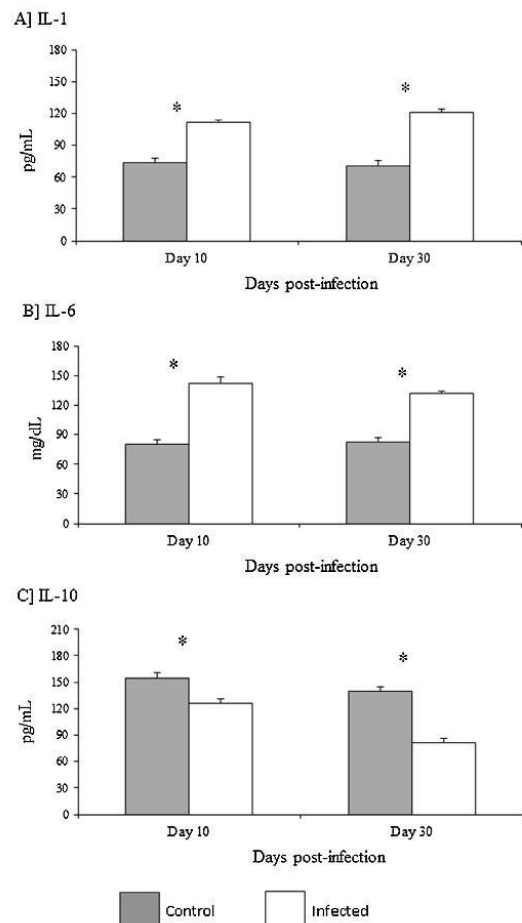 A] IL-1
180
150
120
90
60
30
0
pg/mL
*
*
Day 10
Day 30
Days post-infection
B] IL-6
180
150
120
90
60
30
0
mg/dL
*
*
Day 10
Day 30
Days post-infection
C] IL-10
210
180
150
120
90
60
30
0
pg/mL
*
*
Day 10
Day 30
Days post-infection
Control
Infected